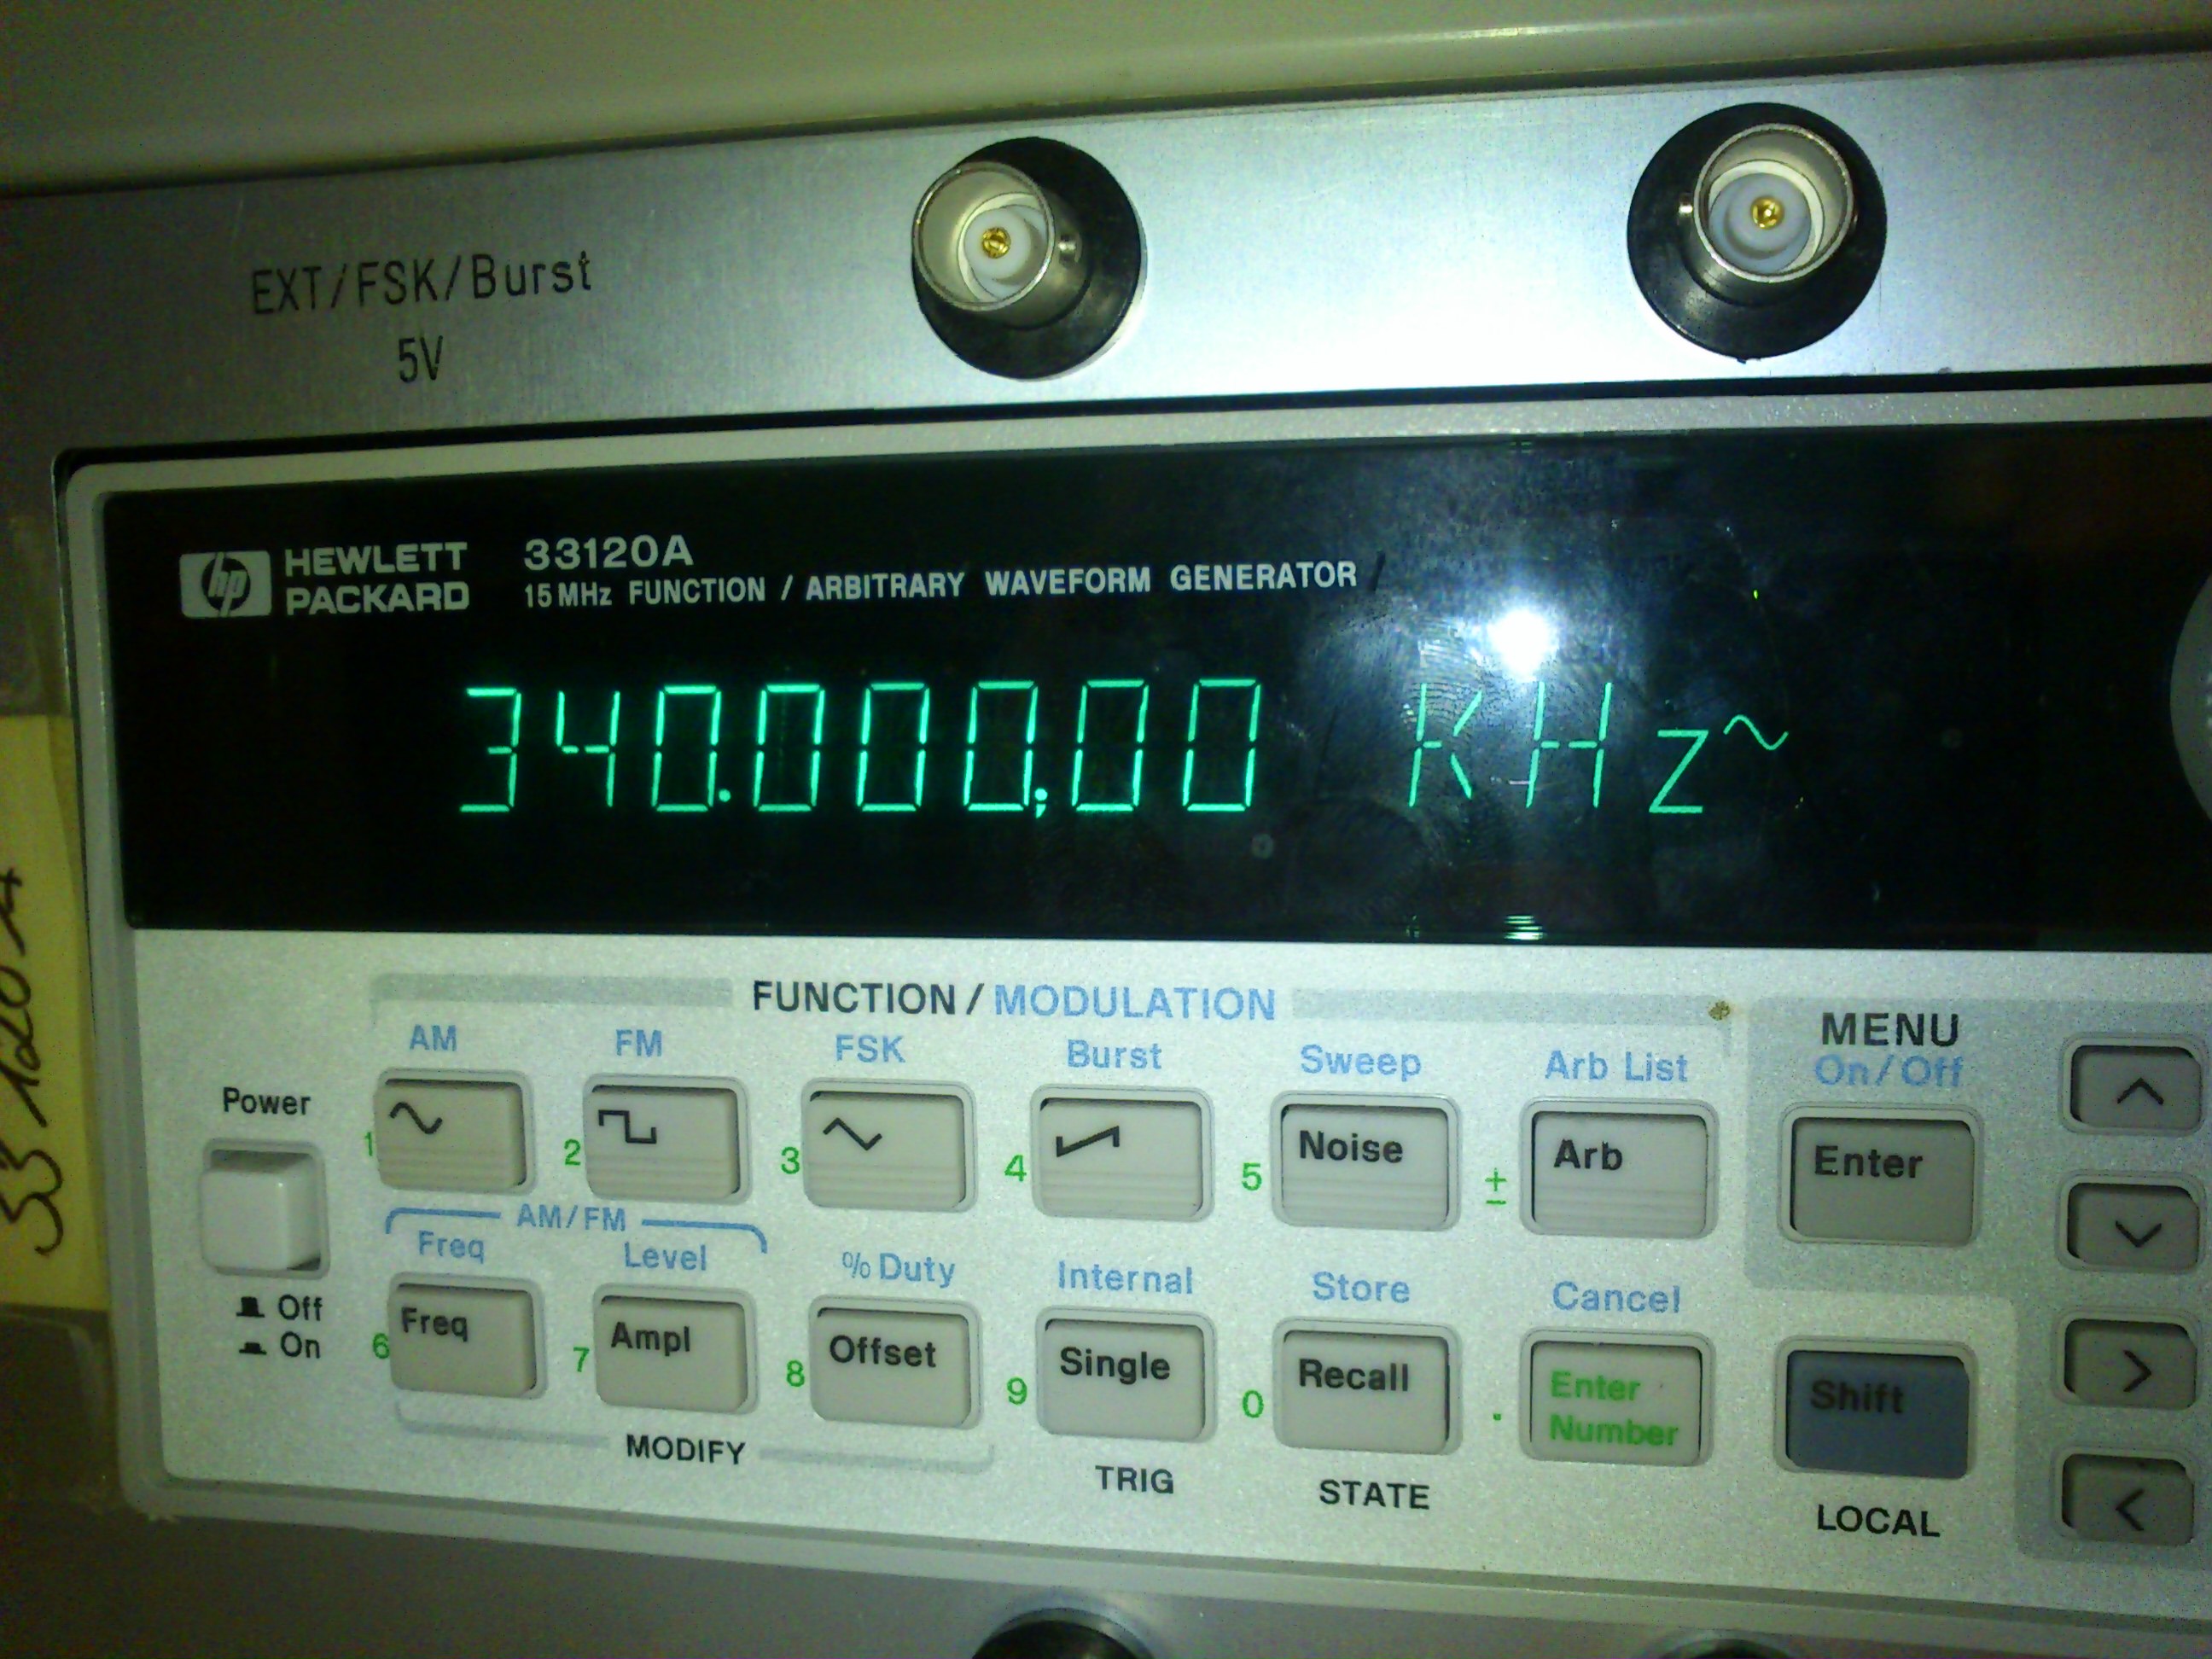 EXT/FSK/Burst
5V
hp HEWLETT PACKARD
33120A
15 MHz FUNCTION / ARBITRARY WAVEFORM GENERATOR
340.000,00 KHz~
FUNCTION / MODULATION
MENU
AM FM FSK Burst Sweep Arb List On/Off
Power
1 2 3 4 5 Noise ± Arb Enter
AM/FM
Freq Level % Duty Internal Store Cancel
Off
On
6 Freq 7 Ampl 8 Offset 9 Single 0 Recall . Enter Number Shift
MODIFY TRIG STATE LOCAL
33120A